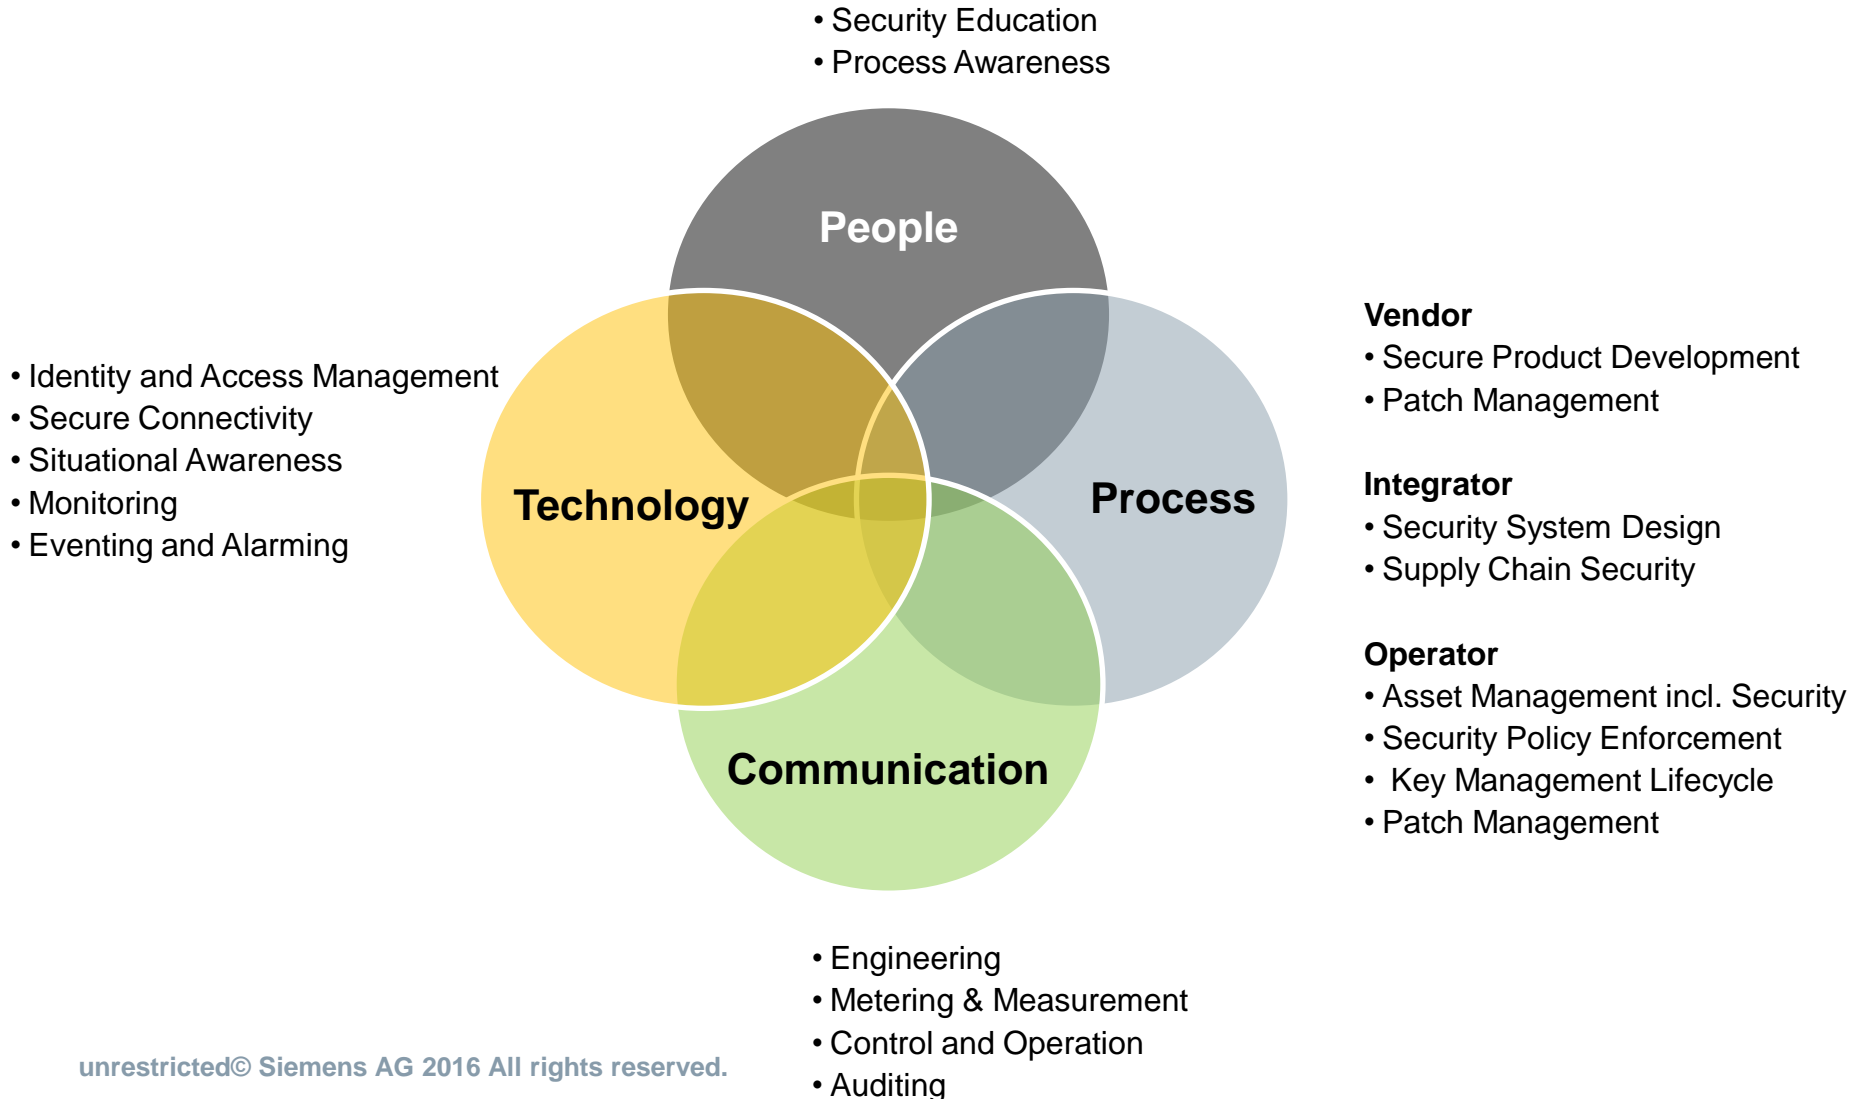 • Security Education
• Process Awareness
People
• Identity and Access Management
• Secure Connectivity
• Situational Awareness
• Monitoring
• Eventing and Alarming
Technology
Process
Communication
Vendor
• Secure Product Development
• Patch Management
Integrator
• Security System Design
• Supply Chain Security
Operator
• Asset Management incl. Security
• Security Policy Enforcement
• Key Management Lifecycle
• Patch Management
• Engineering
• Metering & Measurement
• Control and Operation
• Auditing
unrestricted© Siemens AG 2016 All rights reserved.